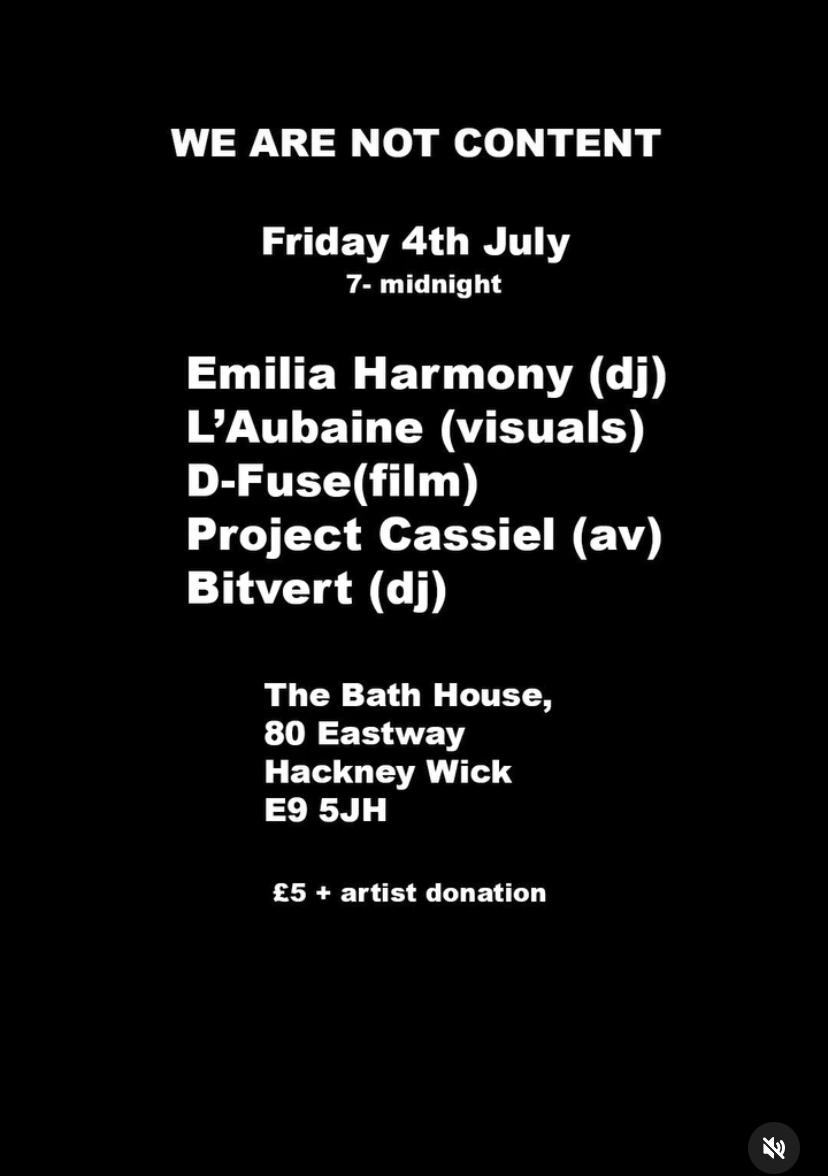 WE ARE NOT CONTENT
Friday 4th July
7- midnight
Emilia Harmony (dj)
L’Aubaine (visuals)
D-Fuse(film)
Project Cassiel (av)
Bitvert (dj)
The Bath House,
80 Eastway
Hackney Wick
E9 5JH
£5 + artist donation